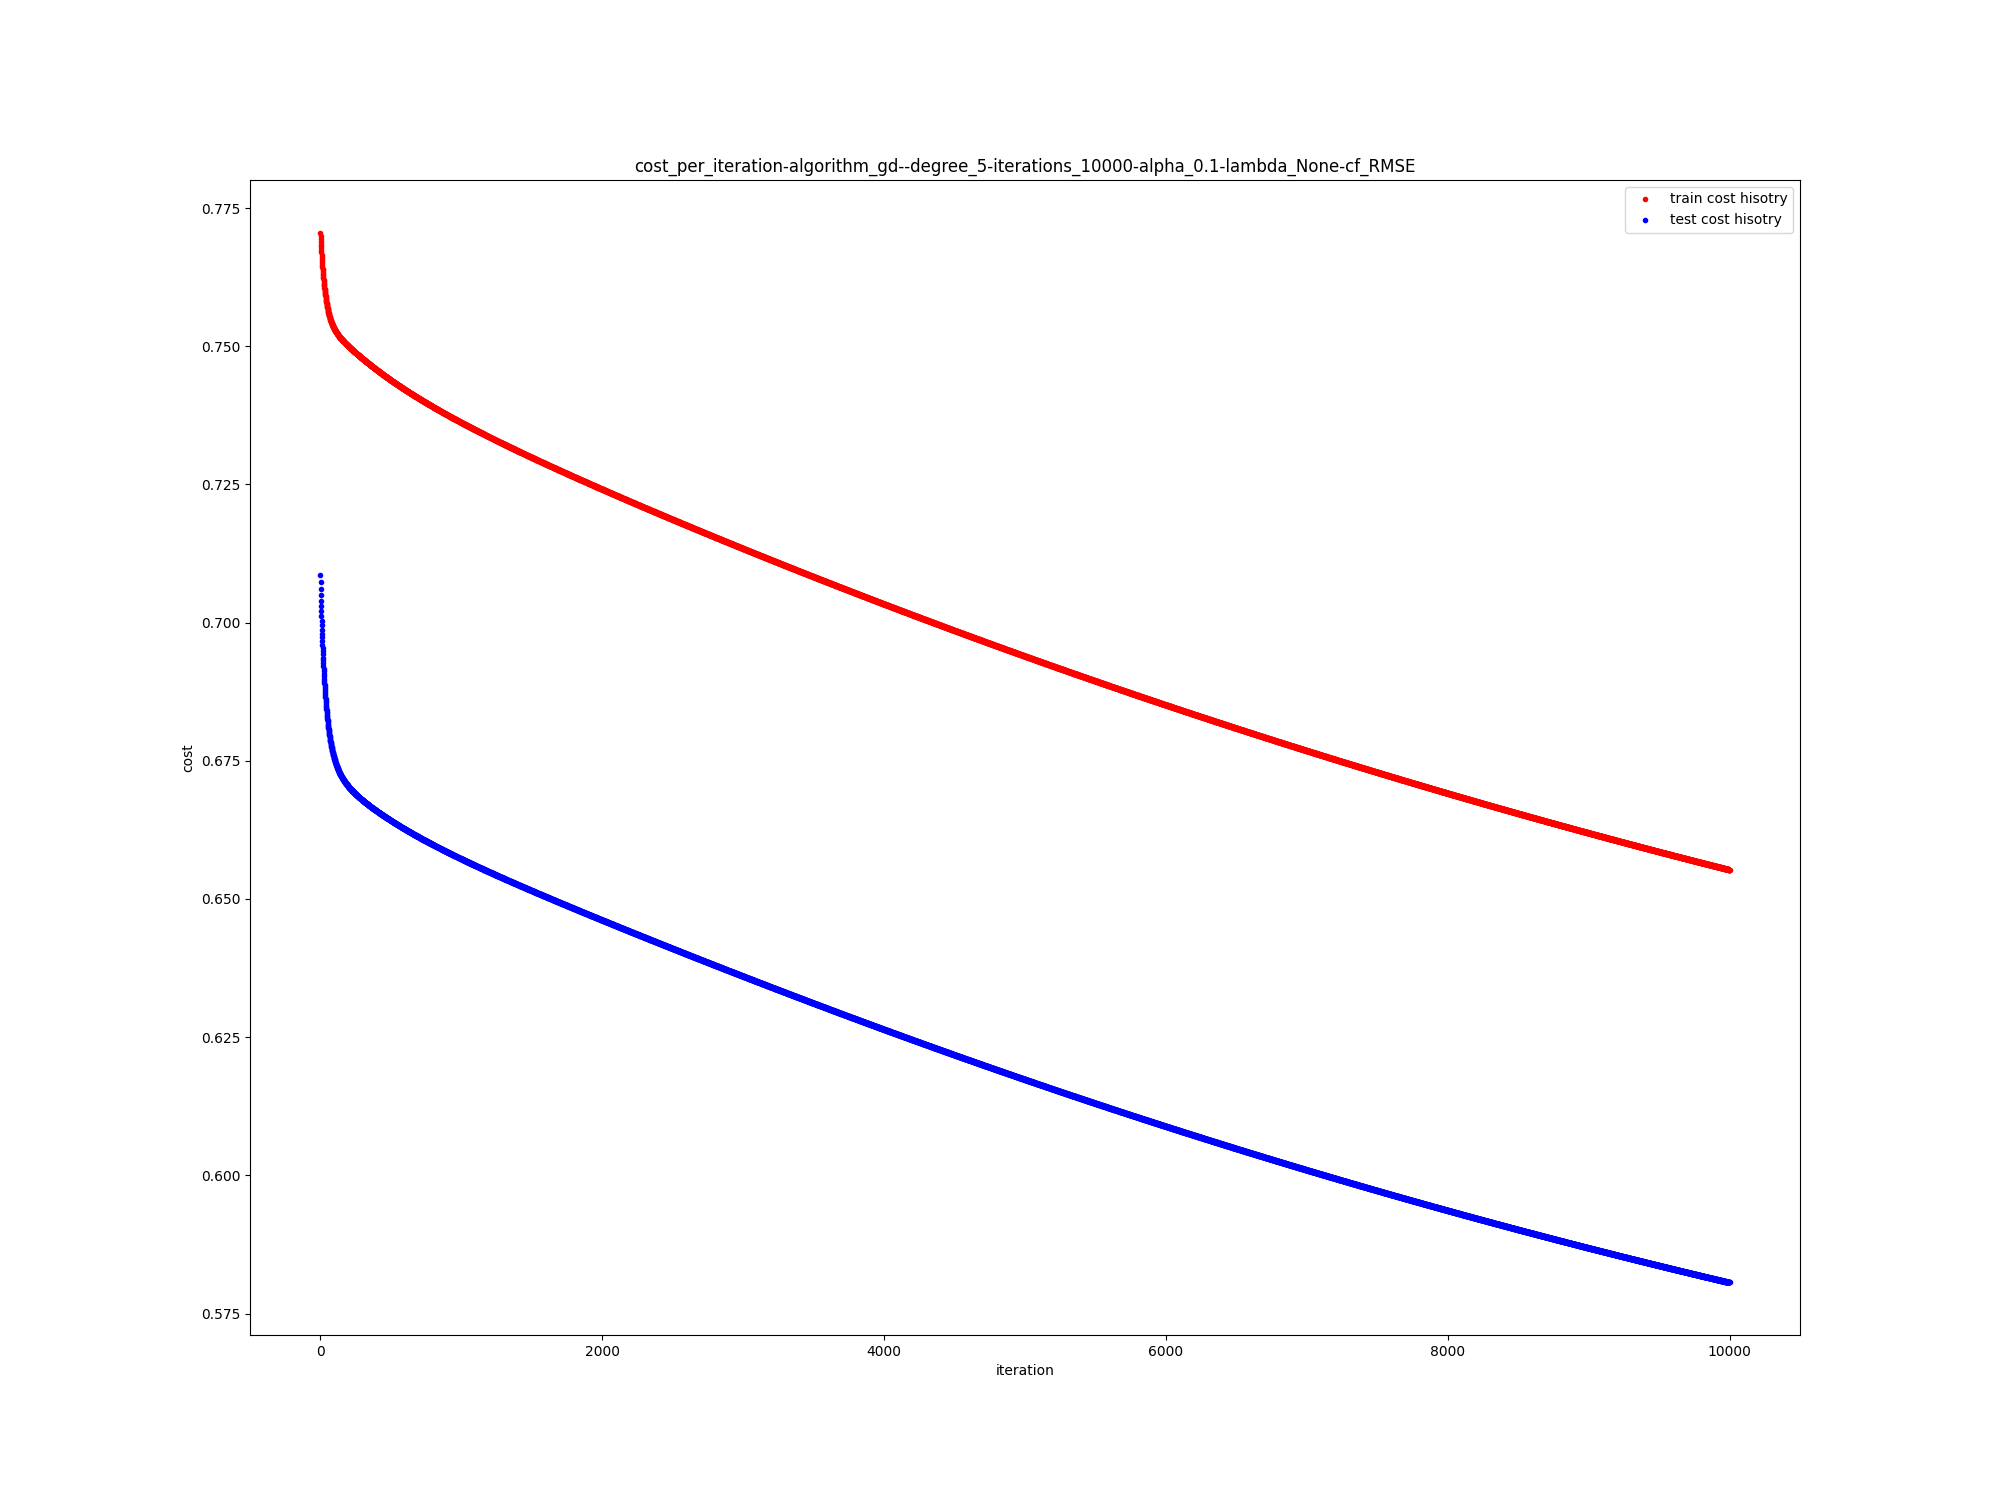 cost_per_iteration-algorithm_gd--degree_5-iterations_10000-alpha_0.1-lambda_None-cf_RMSE
train cost hisotry
test cost hisotry
0.775
0.750
0.725
0.700
0.675
0.650
0.625
0.600
0.575
cost
0 2000 4000 6000 8000 10000
iteration